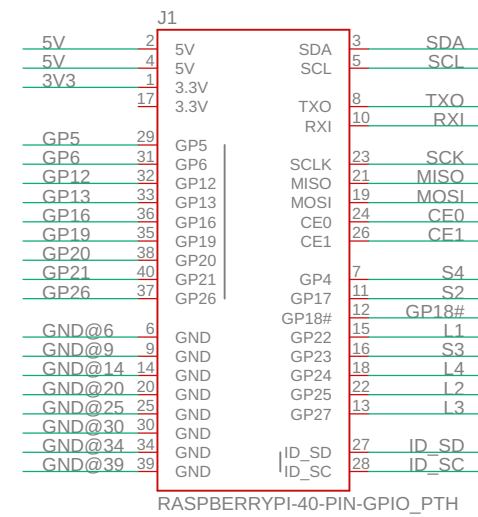 J1
5V 2 5V SDA 3 SDA
5V 4 5V SCL 5 SCL
3V3 1 3.3V
17 3.3V TXO 8 TXO
RXI 10 RXI
GP5 29 GP5
GP6 31 GP6 SCLK 23 SCK
GP12 32 GP12 MISO 21 MISO
GP13 33 GP13 MOSI 19 MOSI
GP16 36 GP16 CE0 24 CE0
GP19 35 GP19 CE1 26 CE1
GP20 38 GP20
GP21 40 GP21 GP4 7 S4
GP26 37 GP26 GP17 11 S2
GP18# 12 GP18#
GND@6 6 GND GP22 15 L1
GND@9 9 GND GP23 16 S3
GND@14 14 GND GP24 18 L4
GND@20 20 GND GP25 22 L2
GND@25 25 GND GP27 13 L3
GND@30 30 GND
GND@34 34 GND ID_SD 27 ID_SD
GND@39 39 GND ID_SC 28 ID_SC
RASPBERRYPI-40-PIN-GPIO_PTH